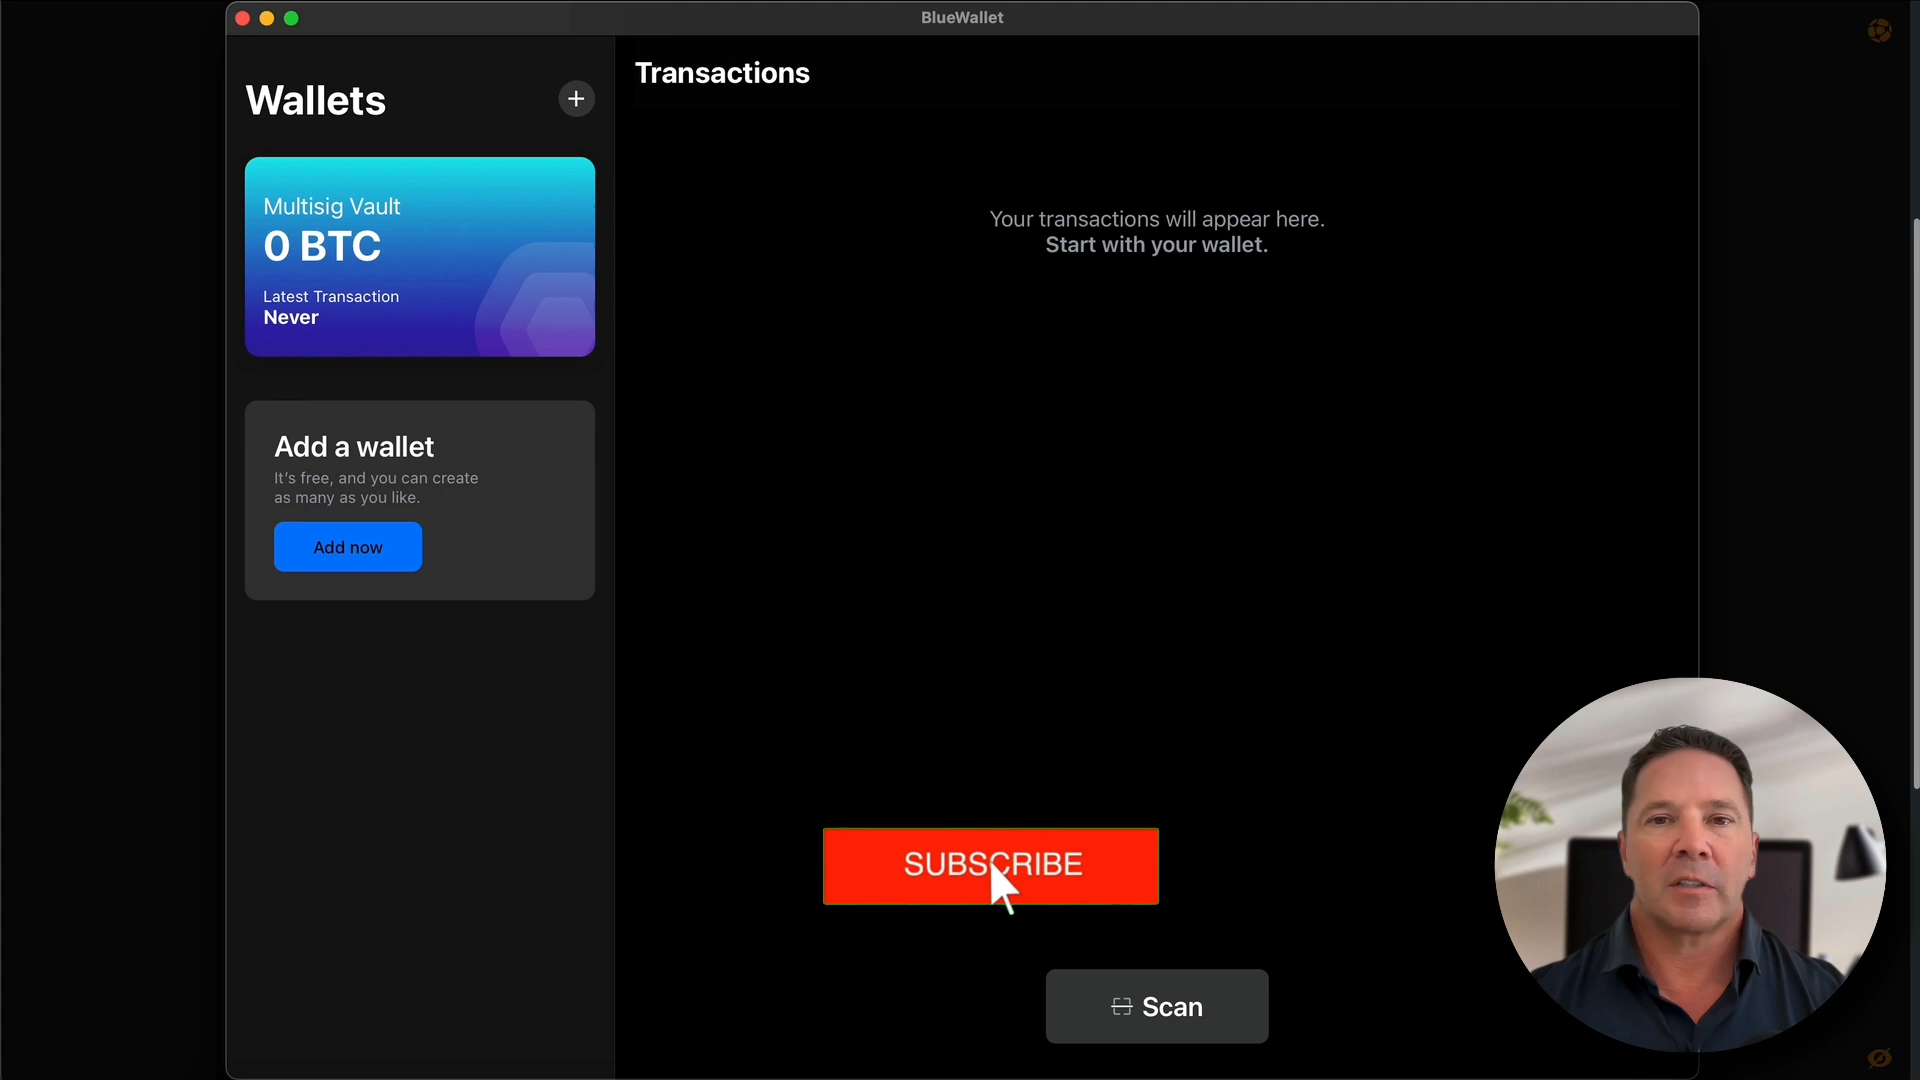 BlueWallet
Wallets
Transactions
Multisig Vault
0 BTC
Latest Transaction
Never
Your transactions will appear here.
Start with your wallet.
Add a wallet
It's free, and you can create
as many as you like.
Add now
SUBSCRIBE
Scan